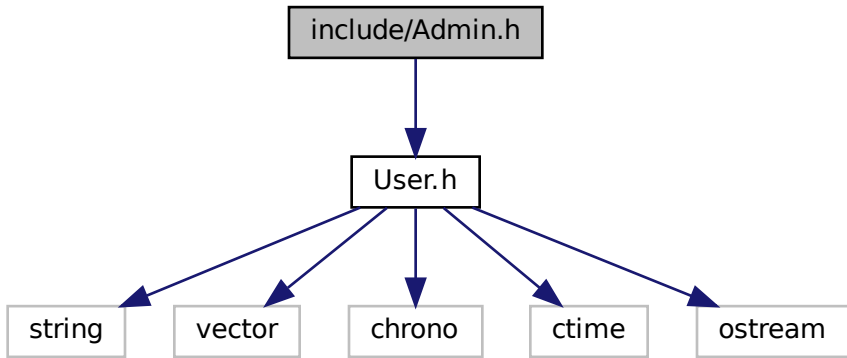 include/Admin.h
User.h
string
vector
chrono
ctime
ostream